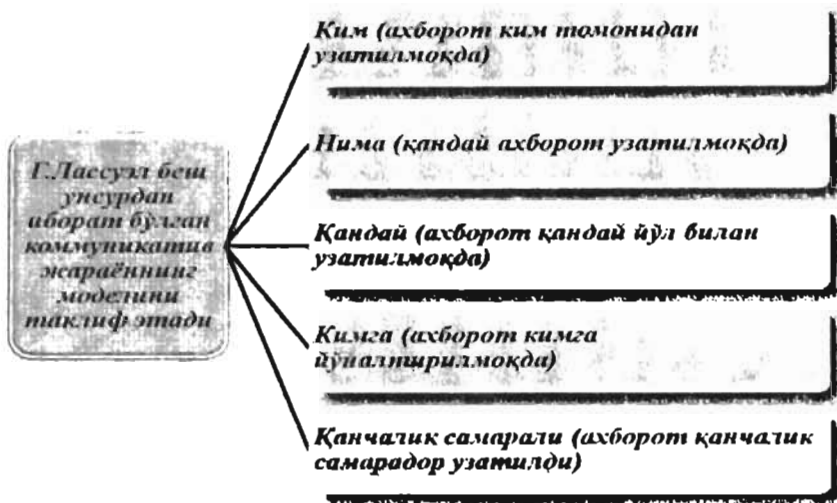 Г.Лассуэл беш
унсурдан
иборат бўлган
коммуникатив
жараённинг
моделини
таклиф этади
Ким (ахборот ким томонидан
узатилмоқда)
Нима (қандай ахборот узатилмоқда)
Қандай (ахборот қандай йўл билан
узатилмоқда)
Кимга (ахборот кимга
йўналтирилмоқда)
Қанчалик самарали (ахборот қанчалик
самарадор узатилди)